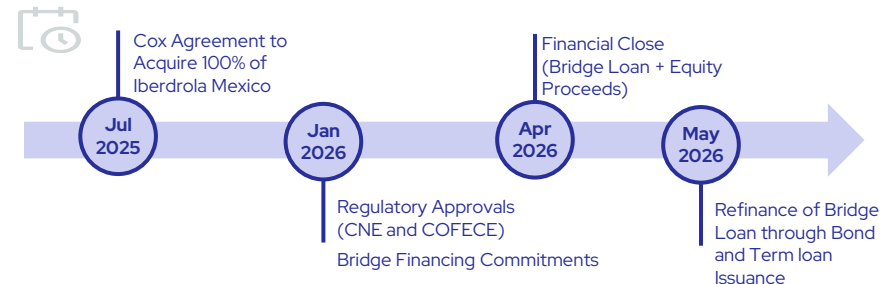 Cox Agreement to
Acquire 100% of
Iberdrola Mexico
Jul
2025
Jan
2026
Regulatory Approvals
(CNE and COFECE)
Bridge Financing Commitments
Financial Close
(Bridge Loan + Equity
Proceeds)
Apr
2026
May
2026
Refinance of Bridge
Loan through Bond
and Term loan
Issuance